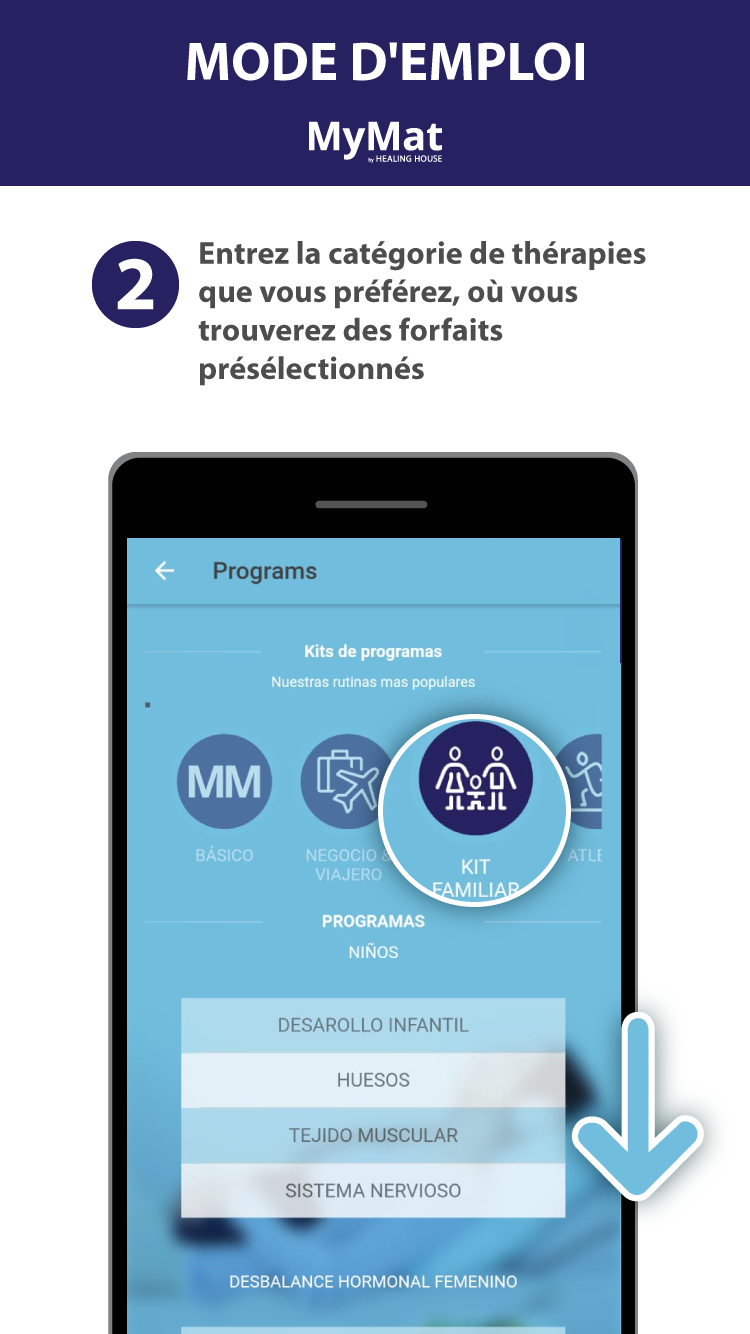 MODE D'EMPLOI
MyMat
by HEALING HOUSE
2
Entrez la catégorie de thérapies
que vous préférez, où vous
trouverez des forfaits
présélectionnés
Programs
Kits de programas
Nuestras rutinas mas populares
MM
BÁSICO
NEGOCIO &
VIAJERO
KIT
FAMILIAR
ATLE
PROGRAMAS
NIÑOS
DESAROLLO INFANTIL
HUESOS
TEJIDO MUSCULAR
SISTEMA NERVIOSO
DESBALANCE HORMONAL FEMENINO